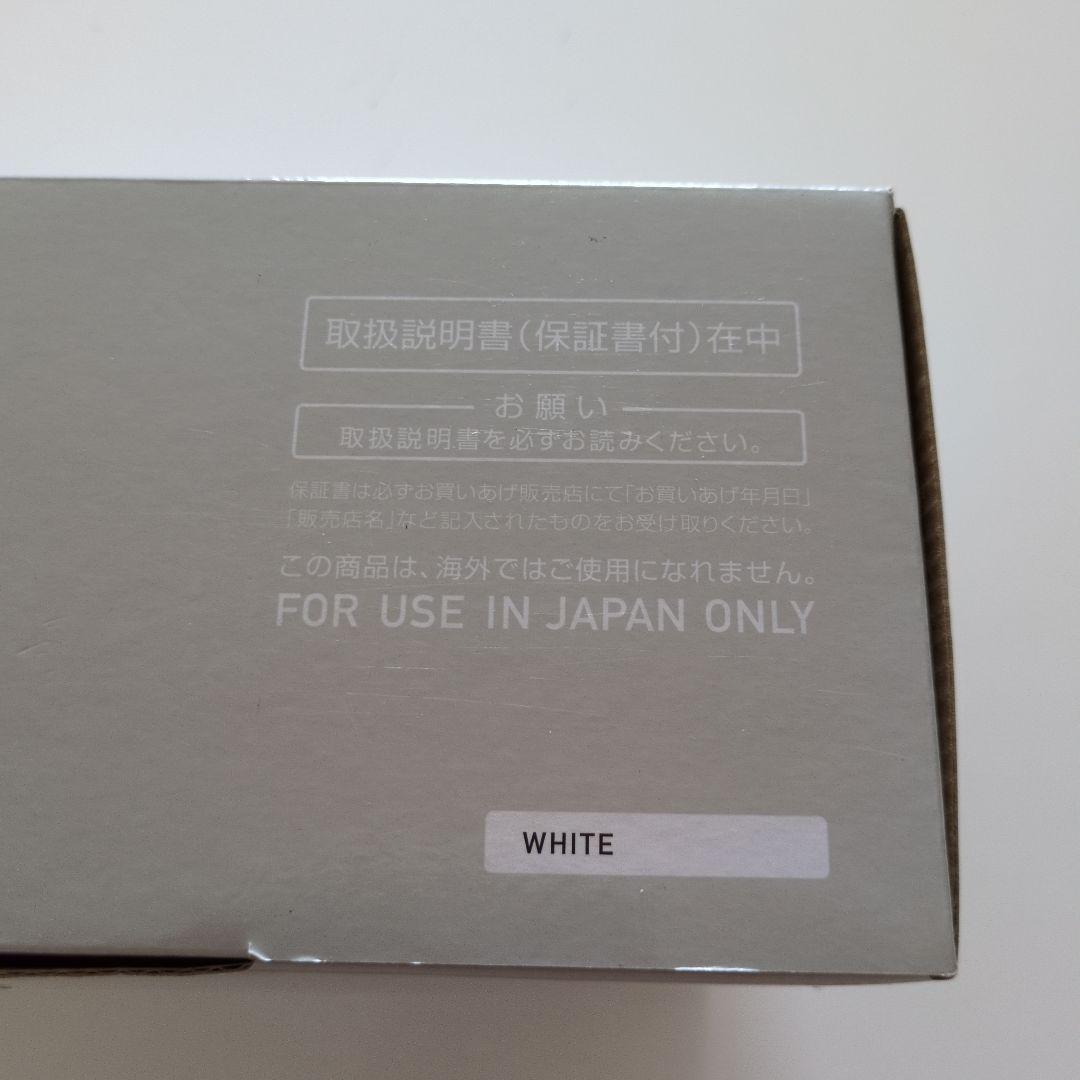 取扱説明書(保証書付)在中
お願い
取扱説明書を必ずお読みください。
保証書は必ずお買いあげ販売店にて「お買いあげ年月日」
「販売店名」など記入されたものをお受け取りください。
この商品は、海外ではご使用になれません。
FOR USE IN JAPAN ONLY
WHITE